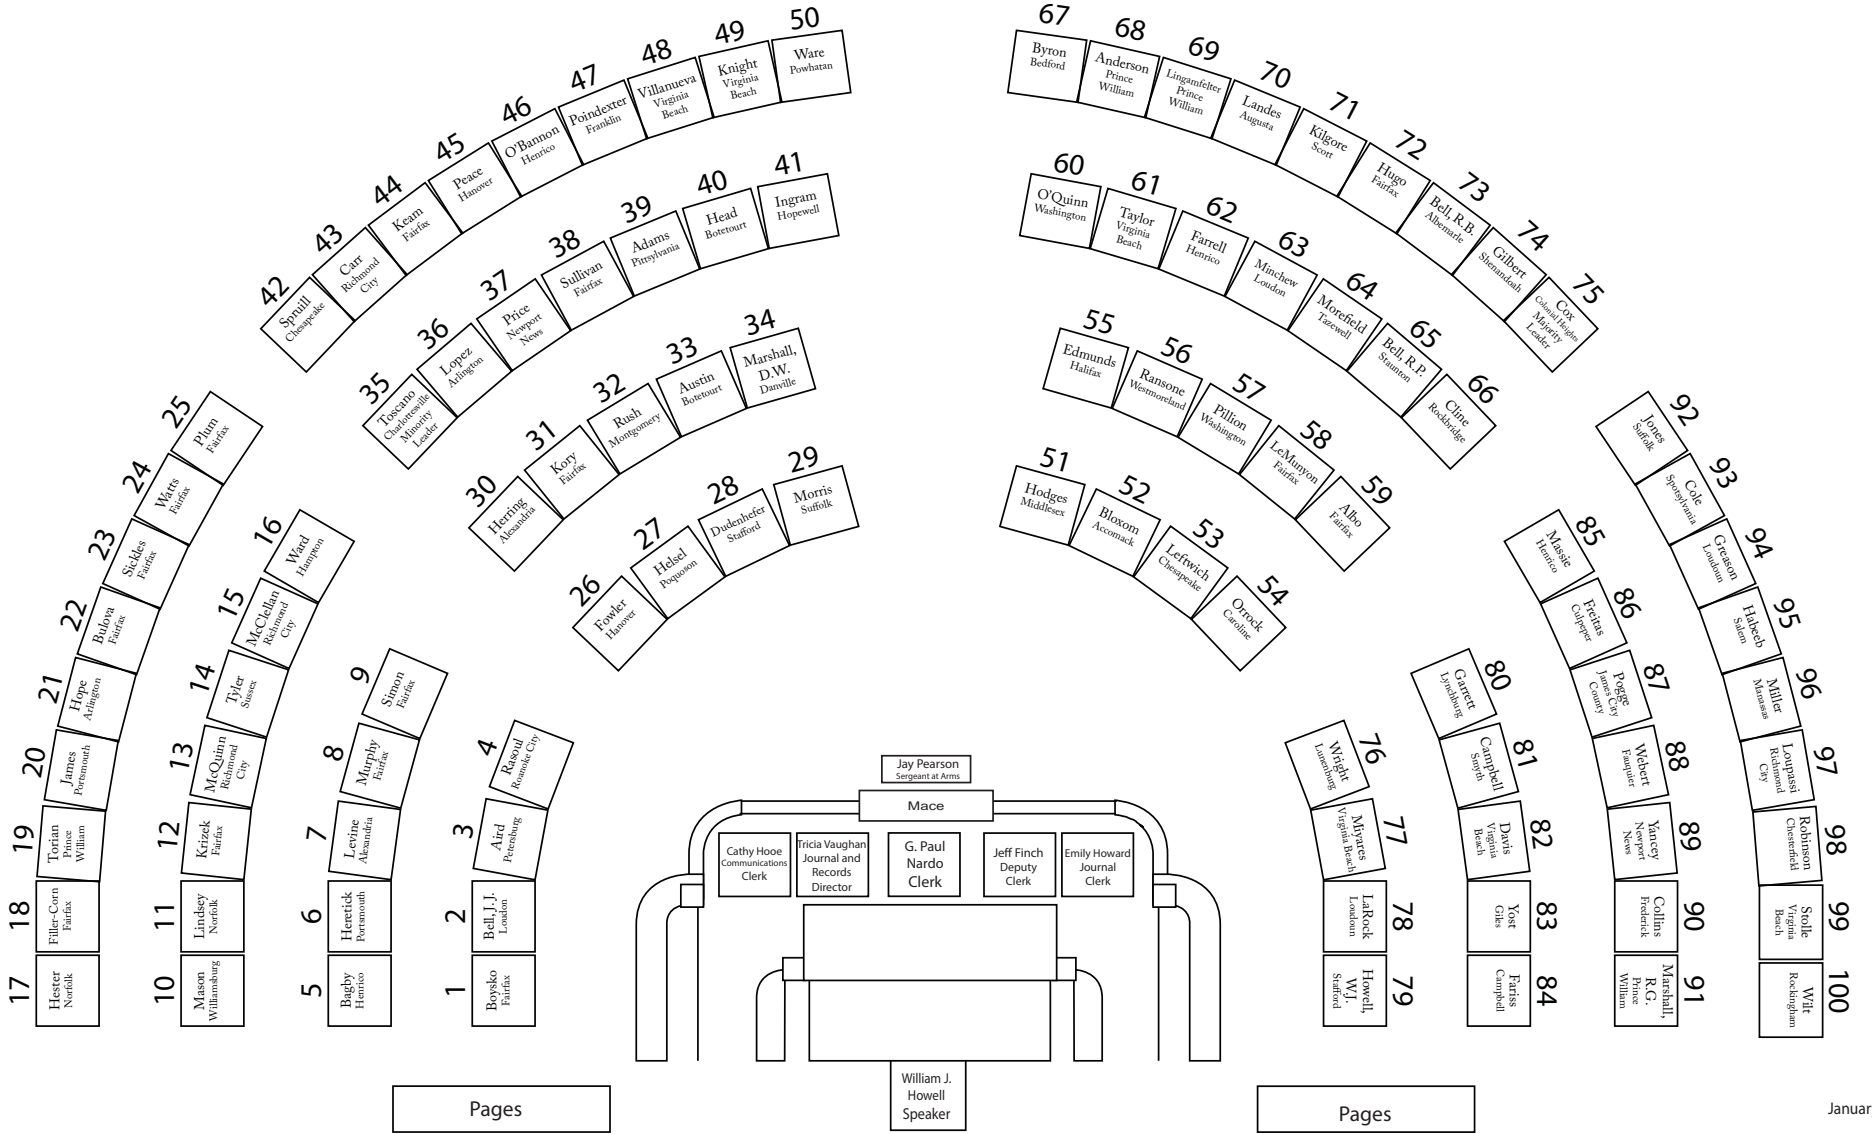 50
Ware
Powhatan
49
Knight
Virginia
Beach
48
Villanueva
Virginia
Beach
47
Poindexter
Franklin
46
O'Bannon
Henrico
45
Peace
Hanover
44
Keam
Fairfax
43
Carr
Richmond
City
42
Spruill
Chesapeake
41
Ingram
Hopewell
40
Head
Botetourt
39
Adams
Pittsylvania
38
Sullivan
Fairfax
37
Price
Newport
News
36
Lopez
Arlington
35
Toscano
Charlottesville
Minority
Leader
34
Marshall,
D.W.
Danville
33
Austin
Botetourt
32
Rush
Montgomery
31
Kory
Fairfax
30
Herring
Alexandria
29
Morris
Suffolk
28
Dudenhefer
Stafford
27
Helsel
Poquoson
26
Fowler
Hanover
67
Byron
Bedford
68
Anderson
Prince
William
69
Lingamfelter
Prince
William
70
Landes
Augusta
71
Kilgore
Scott
72
Hugo
Fairfax
73
Bell, R.B.
Albemarle
74
Gilbert
Shenandoah
75
Cox
Colonial Heights
Majority
Leader
60
O'Quinn
Washington
61
Taylor
Virginia
Beach
62
Farrell
Henrico
63
Minchew
Loudon
64
Morefield
Tazewell
65
Bell, R.P.
Staunton
66
Cline
Rockbridge
55
Edmunds
Halifax
56
Ransone
Westmoreland
57
Pillion
Washington
58
LeMunyon
Fairfax
59
Albo
Fairfax
51
Hodges
Middlesex
52
Bloxom
Accomack
53
Leftwich
Chesapeake
54
Orrock
Caroline
25
Plum
Fairfax
24
Watts
Fairfax
23
Sickles
Fairfax
22
Bulova
Fairfax
21
Hope
Arlington
20
James
Portsmouth
19
Torian
Prince
William
18
Filler-Corn
Fairfax
17
Hester
Norfolk
16
Ward
Hampton
15
McClellan
Richmond
City
14
Tyler
Sussex
13
McQuinn
Richmond
City
12
Krizek
Fairfax
11
Lindsey
Norfolk
10
Mason
Williamsburg
9
Simon
Fairfax
8
Murphy
Fairfax
7
Levine
Alexandria
6
Heretick
Portsmouth
5
Bagby
Henrico
4
Rasoul
Roanoke City
3
Aird
Petersburg
2
Bell, J.J.
Loudon
1
Boysko
Fairfax
Jay Pearson
Sergeant at Arms
Mace
Cathy Hooe
Communications
Clerk
Tricia Vaughan
Journal and
Records
Director
G. Paul
Nardo
Clerk
Jeff Finch
Deputy
Clerk
Emily Howard
Journal
Clerk
William J.
Howell
Speaker
76
Wright
Lunenburg
77
Miyares
Virginia Beach
78
LaRock
Loudoun
79
Howell,
W.J.
Stafford
80
Garrett
Lynchburg
81
Campbell
Smyth
82
Davis
Virginia
Beach
83
Yost
Giles
84
Fariss
Campbell
85
Massie
Henrico
86
Freitas
Culpeper
87
Pogge
James City
County
88
Webert
Fauquier
89
Yancey
Newport
News
90
Collins
Frederick
91
Marshall,
R.G.
Prince
William
92
Jones
Suffolk
93
Cole
Spotsylvania
94
Greason
Loudoun
95
Habeeb
Salem
96
Miller
Manassas
97
Loupassi
Richmond
City
98
Robinson
Chesterfield
99
Stolle
Virginia
Beach
100
Wilt
Rockingham
Pages
Pages
Januar